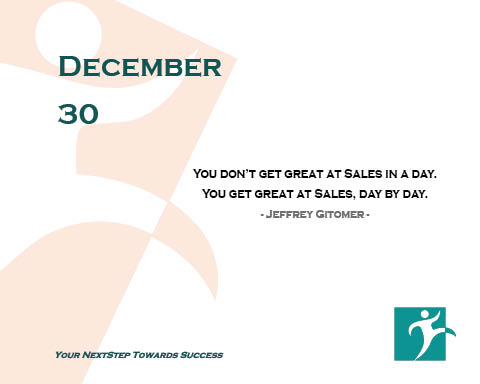 December
30
You don't get great at Sales in a day.
You get great at Sales, day by day.
- Jeffrey Gitomer -
Your NextStep Towards Success